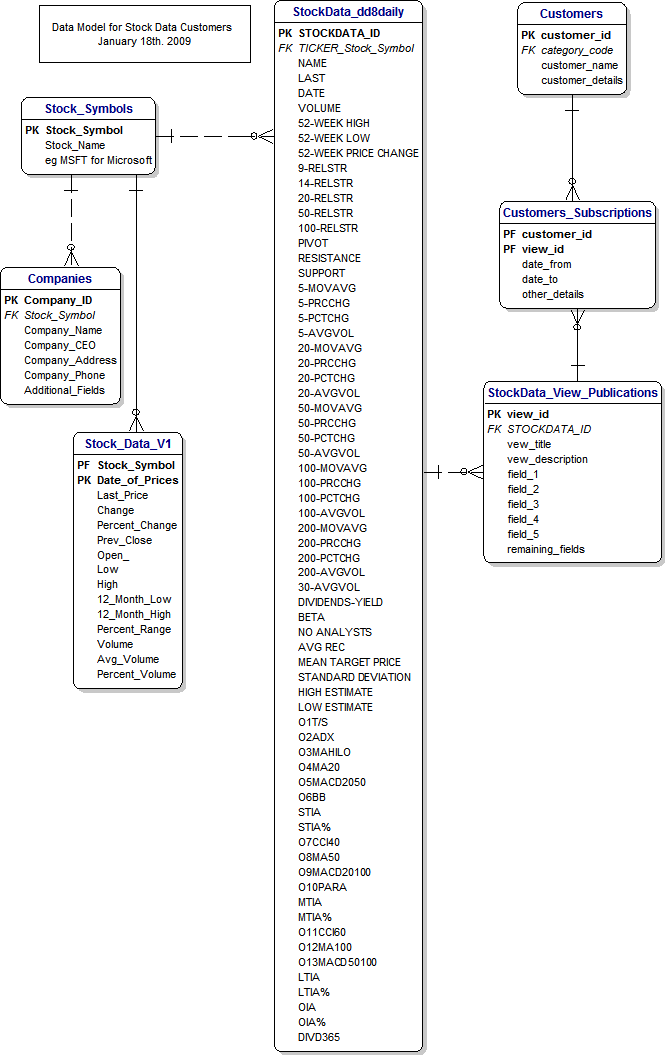 Data Model for Stock Data Customers
January 18th. 2009
Stock_Symbols
PK Stock_Symbol
Stock_Name
eg MSFT for Microsoft
Companies
PK Company_ID
FK Stock_Symbol
Company_Name
Company_CEO
Company_Address
Company_Phone
Additional_Fields
Stock_Data_V1
PF Stock_Symbol
PK Date_of_Prices
Last_Price
Change
Percent_Change
Prev_Close
Open_
Low
High
12_Month_Low
12_Month_High
Percent_Range
Volume
Avg_Volume
Percent_Volume
StockData_dd8daily
PK STOCKDATA_ID
FK TICKER_Stock_Symbol
NAME
LAST
DATE
VOLUME
52-WEEK HIGH
52-WEEK LOW
52-WEEK PRICE CHANGE
9-RELSTR
14-RELSTR
20-RELSTR
50-RELSTR
100-RELSTR
PIVOT
RESISTANCE
SUPPORT
5-MOVAVG
5-PRCCHG
5-PCTCHG
5-AVGVOL
20-MOVAVG
20-PRCCHG
20-PCTCHG
20-AVGVOL
50-MOVAVG
50-PRCCHG
50-PCTCHG
50-AVGVOL
100-MOVAVG
100-PRCCHG
100-PCTCHG
100-AVGVOL
200-MOVAVG
200-PRCCHG
200-PCTCHG
200-AVGVOL
30-AVGVOL
DIVIDENDS-YIELD
BETA
NO ANALYSTS
AVG REC
MEAN TARGET PRICE
STANDARD DEVIATION
HIGH ESTIMATE
LOW ESTIMATE
O1T/S
O2ADX
O3MAHILO
O4MA20
O5MACD2050
O6BB
STIA
STIA%
O7CCI40
O8MA50
O9MACD20100
O10PARA
MTIA
MTIA%
O11CCI60
O12MA100
O13MACD50100
LTIA
LTIA%
OIA
OIA%
DIVD365
Customers
PK customer_id
FK category_code
customer_name
customer_details
Customers_Subscriptions
PF customer_id
PF view_id
date_from
date_to
other_details
StockData_View_Publications
PK view_id
FK STOCKDATA_ID
vew_title
vew_description
field_1
field_2
field_3
field_4
field_5
remaining_fields